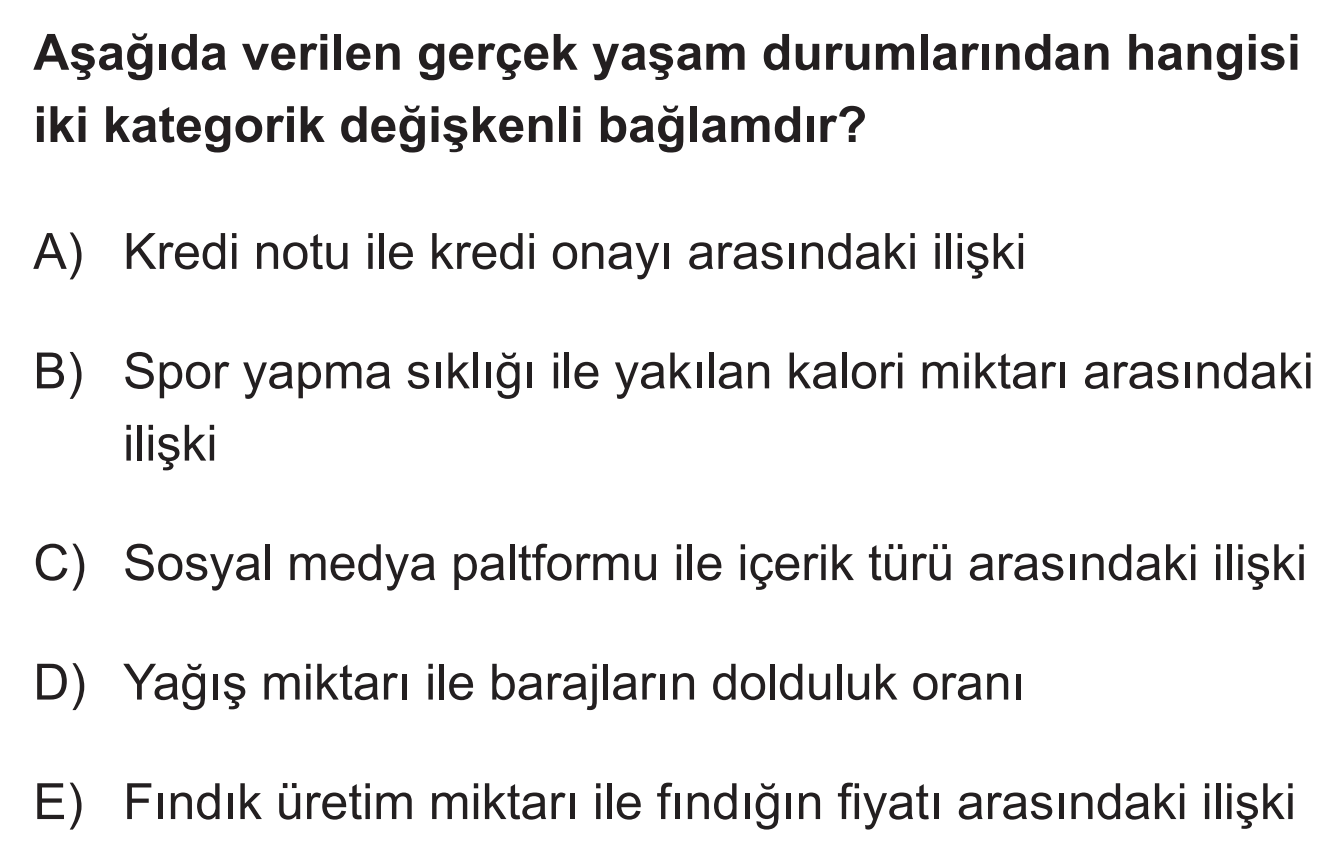 Aşağıda verilen gerçek yaşam durumlarından hangisi
iki kategorik değişkenli bağlamdır?
A) Kredi notu ile kredi onayı arasındaki ilişki
B) Spor yapma sıklığı ile yakılan kalori miktarı arasındaki
ilişki
C) Sosyal medya paltformu ile içerik türü arasındaki ilişki
D) Yağış miktarı ile barajların dolduluk oranı
E) Fındık üretim miktarı ile fındığın fiyatı arasındaki ilişki